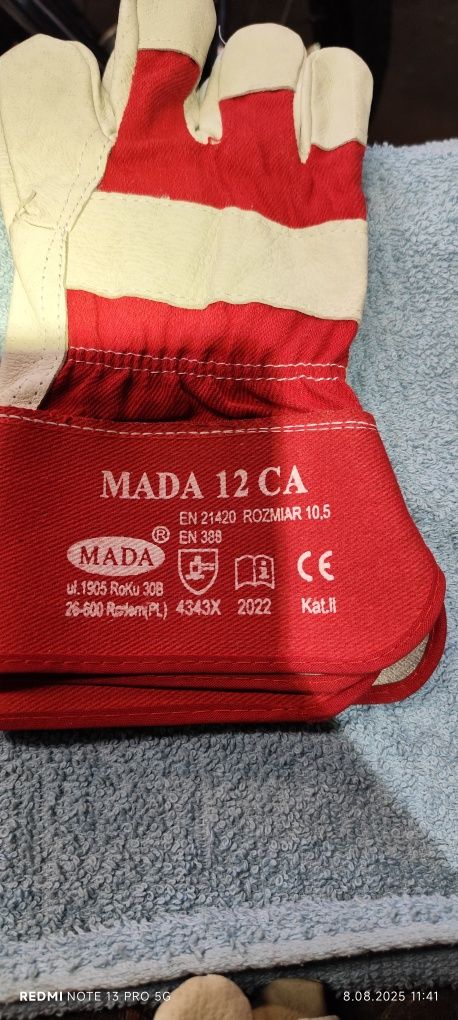 MADA 12 CA
EN 21420 ROZMIAR 10,5
EN 388
MADA ®
ul.1905 RoKu 30B
26-600 Radom(PL)
4343X
2022
CE
Kat.II
REDMI NOTE 13 PRO 5G
8.08.2025 11:41